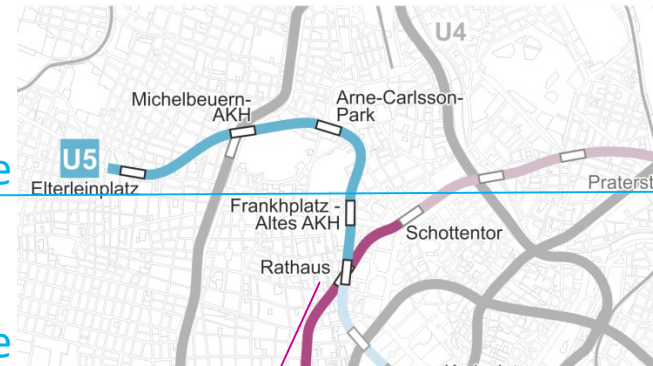 U4
Michelbeuern-
AKH
Arne-Carlsson-
Park
U5
Elterleinplatz
Praterst
Frankhplatz -
Altes AKH
Schottentor
Rathaus
e
e